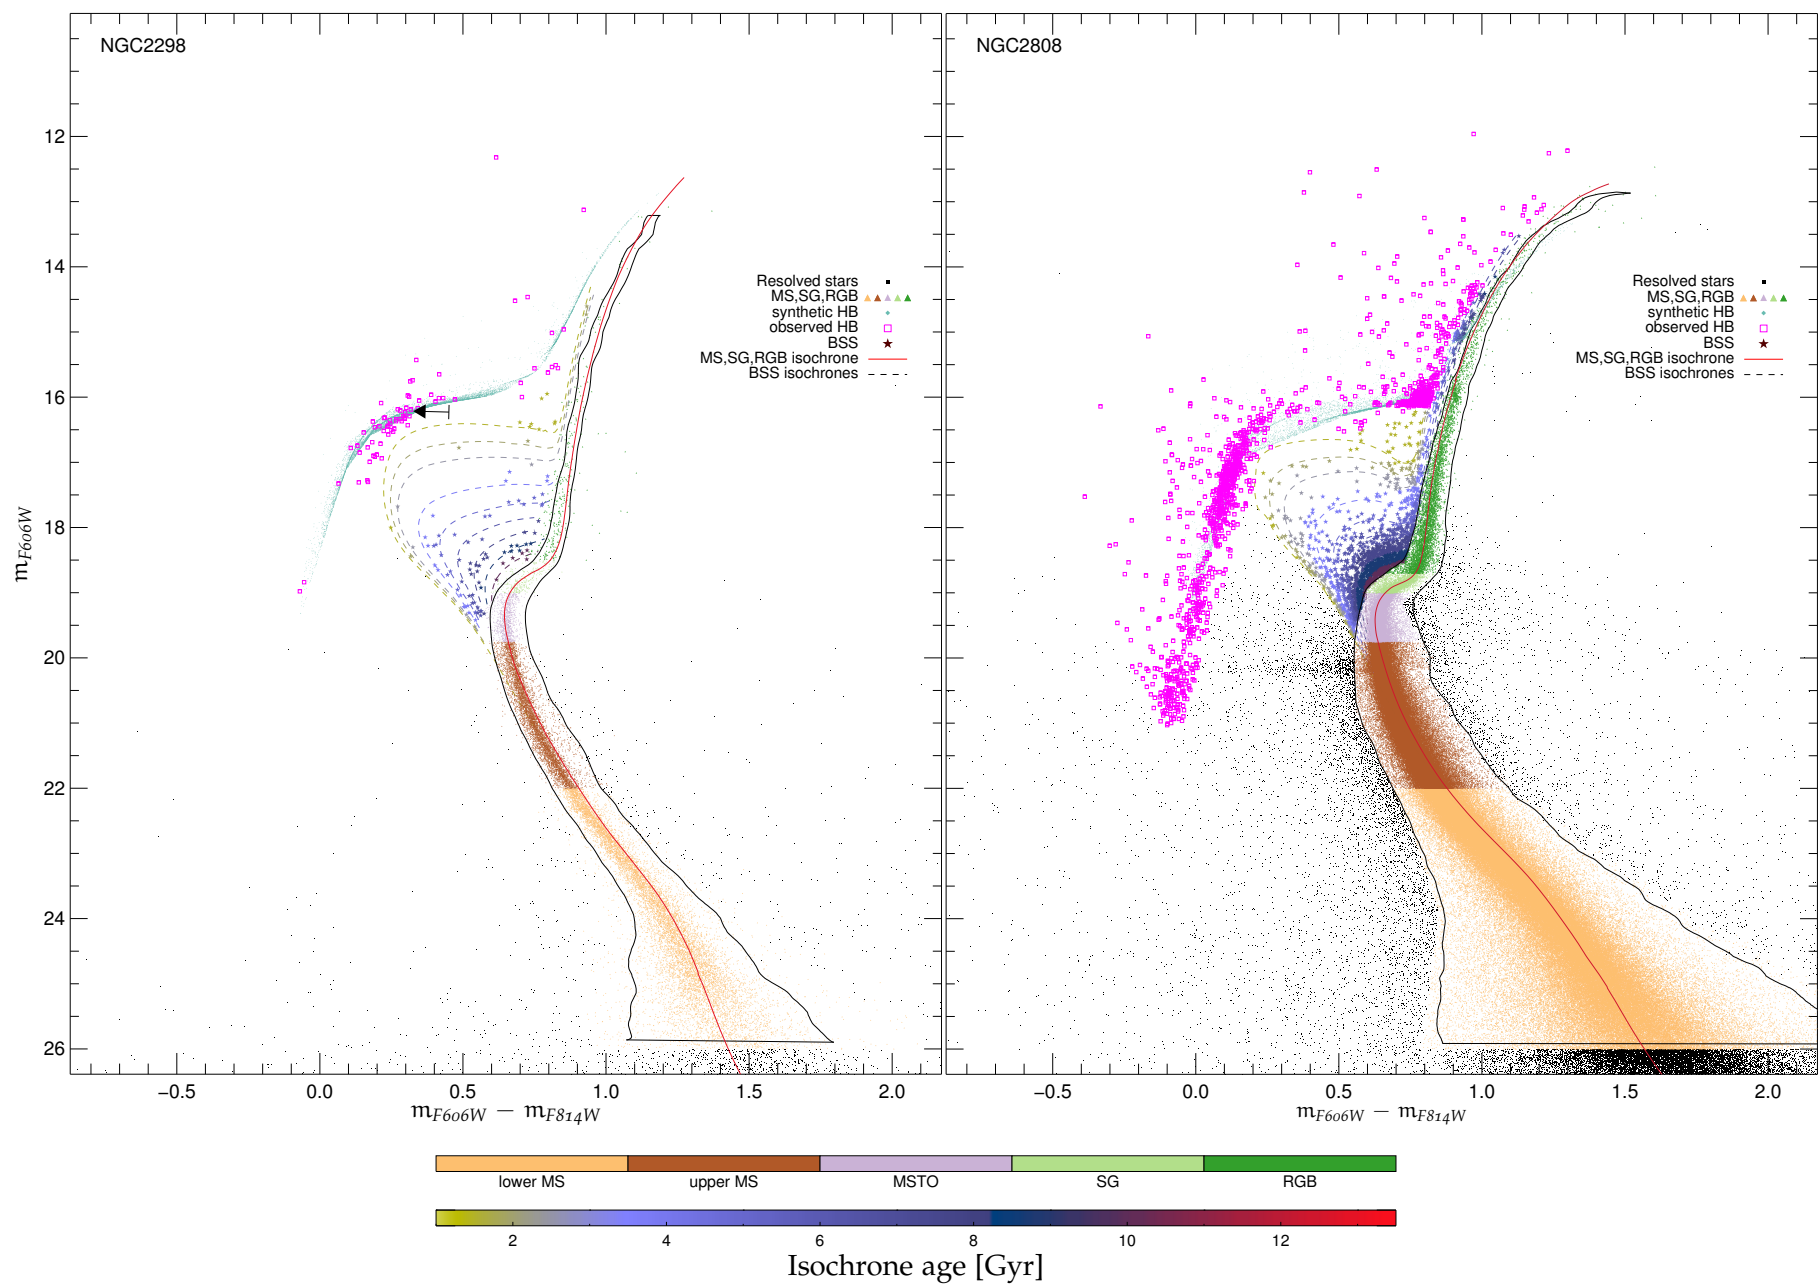 NGC2298
NGC2808
12
14
16
18
20
22
24
26
m_F606W
Resolved stars
MS,SG,RGB
synthetic HB
observed HB
BSS
MS,SG,RGB isochrone
BSS isochrones
Resolved stars
MS,SG,RGB
synthetic HB
observed HB
BSS
MS,SG,RGB isochrone
BSS isochrones
−0.5 0.0 0.5 1.0 1.5 2.0
−0.5 0.0 0.5 1.0 1.5 2.0
m_F606W − m_F814W
m_F606W − m_F814W
lower MS upper MS MSTO SG RGB
2 4 6 8 10 12
Isochrone age [Gyr]